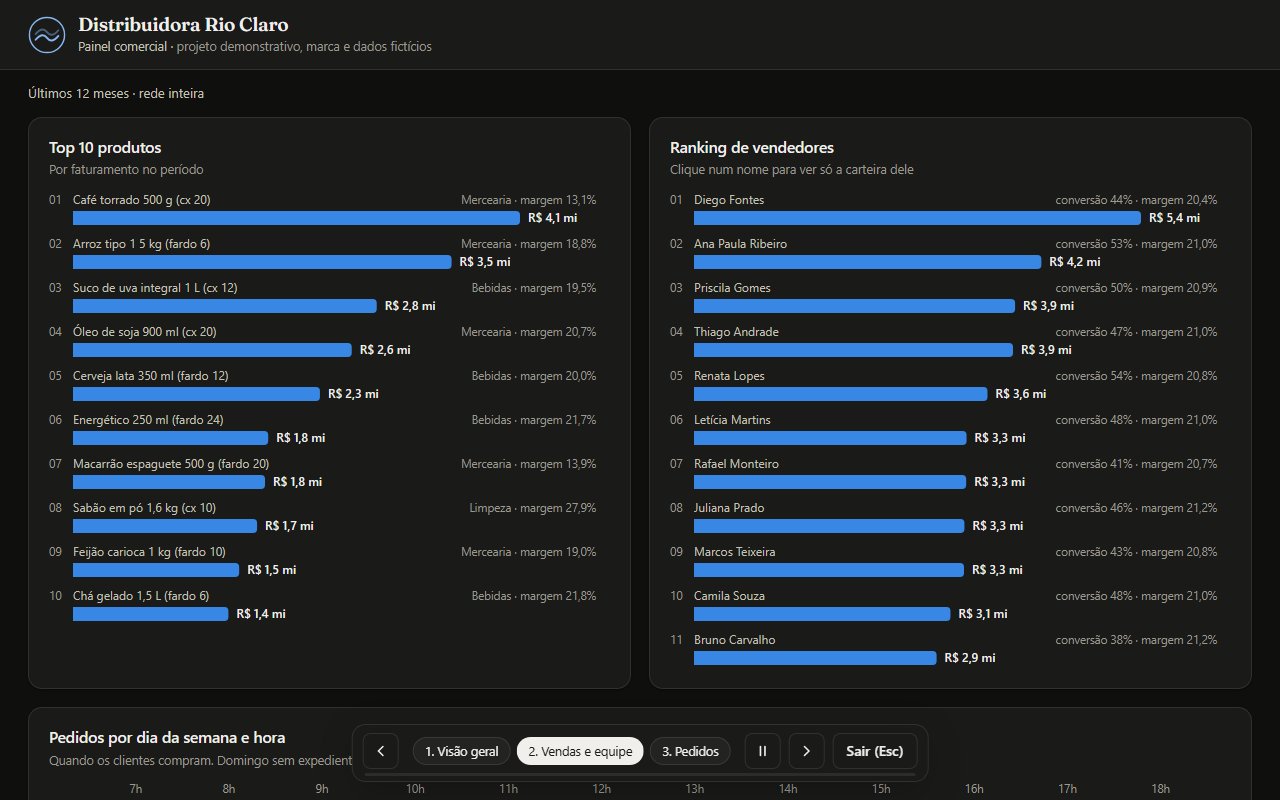 Distribuidora Rio Claro
Painel comercial · projeto demonstrativo, marca e dados fictícios
Últimos 12 meses · rede inteira
Top 10 produtos
Por faturamento no período
01 Café torrado 500 g (cx 20) Mercearia · margem 13,1%
R$ 4,1 mi
02 Arroz tipo 1 5 kg (fardo 6) Mercearia · margem 18,8%
R$ 3,5 mi
03 Suco de uva integral 1 L (cx 12) Bebidas · margem 19,5%
R$ 2,8 mi
04 Óleo de soja 900 ml (cx 20) Mercearia · margem 20,7%
R$ 2,6 mi
05 Cerveja lata 350 ml (fardo 12) Bebidas · margem 20,0%
R$ 2,3 mi
06 Energético 250 ml (fardo 24) Bebidas · margem 21,7%
R$ 1,8 mi
07 Macarrão espaguete 500 g (fardo 20) Mercearia · margem 13,9%
R$ 1,8 mi
08 Sabão em pó 1,6 kg (cx 10) Limpeza · margem 27,9%
R$ 1,7 mi
09 Feijão carioca 1 kg (fardo 10) Mercearia · margem 19,0%
R$ 1,5 mi
10 Chá gelado 1,5 L (fardo 6) Bebidas · margem 21,8%
R$ 1,4 mi
Ranking de vendedores
Clique num nome para ver só a carteira dele
01 Diego Fontes conversão 44% · margem 20,4%
R$ 5,4 mi
02 Ana Paula Ribeiro conversão 53% · margem 21,0%
R$ 4,2 mi
03 Priscila Gomes conversão 50% · margem 20,9%
R$ 3,9 mi
04 Thiago Andrade conversão 47% · margem 21,0%
R$ 3,9 mi
05 Renata Lopes conversão 54% · margem 20,8%
R$ 3,6 mi
06 Letícia Martins conversão 48% · margem 21,0%
R$ 3,3 mi
07 Rafael Monteiro conversão 41% · margem 20,7%
R$ 3,3 mi
08 Juliana Prado conversão 46% · margem 21,2%
R$ 3,3 mi
09 Marcos Teixeira conversão 43% · margem 20,8%
R$ 3,3 mi
10 Camila Souza conversão 48% · margem 21,0%
R$ 3,1 mi
11 Bruno Carvalho conversão 38% · margem 21,2%
R$ 2,9 mi
Pedidos por dia da semana e hora
Quando os clientes compram. Domingo sem expedient
1. Visão geral 2. Vendas e equipe 3. Pedidos Sair (Esc)
7h 8h 9h 10h 11h 12h 13h 14h 15h 16h 17h 18h